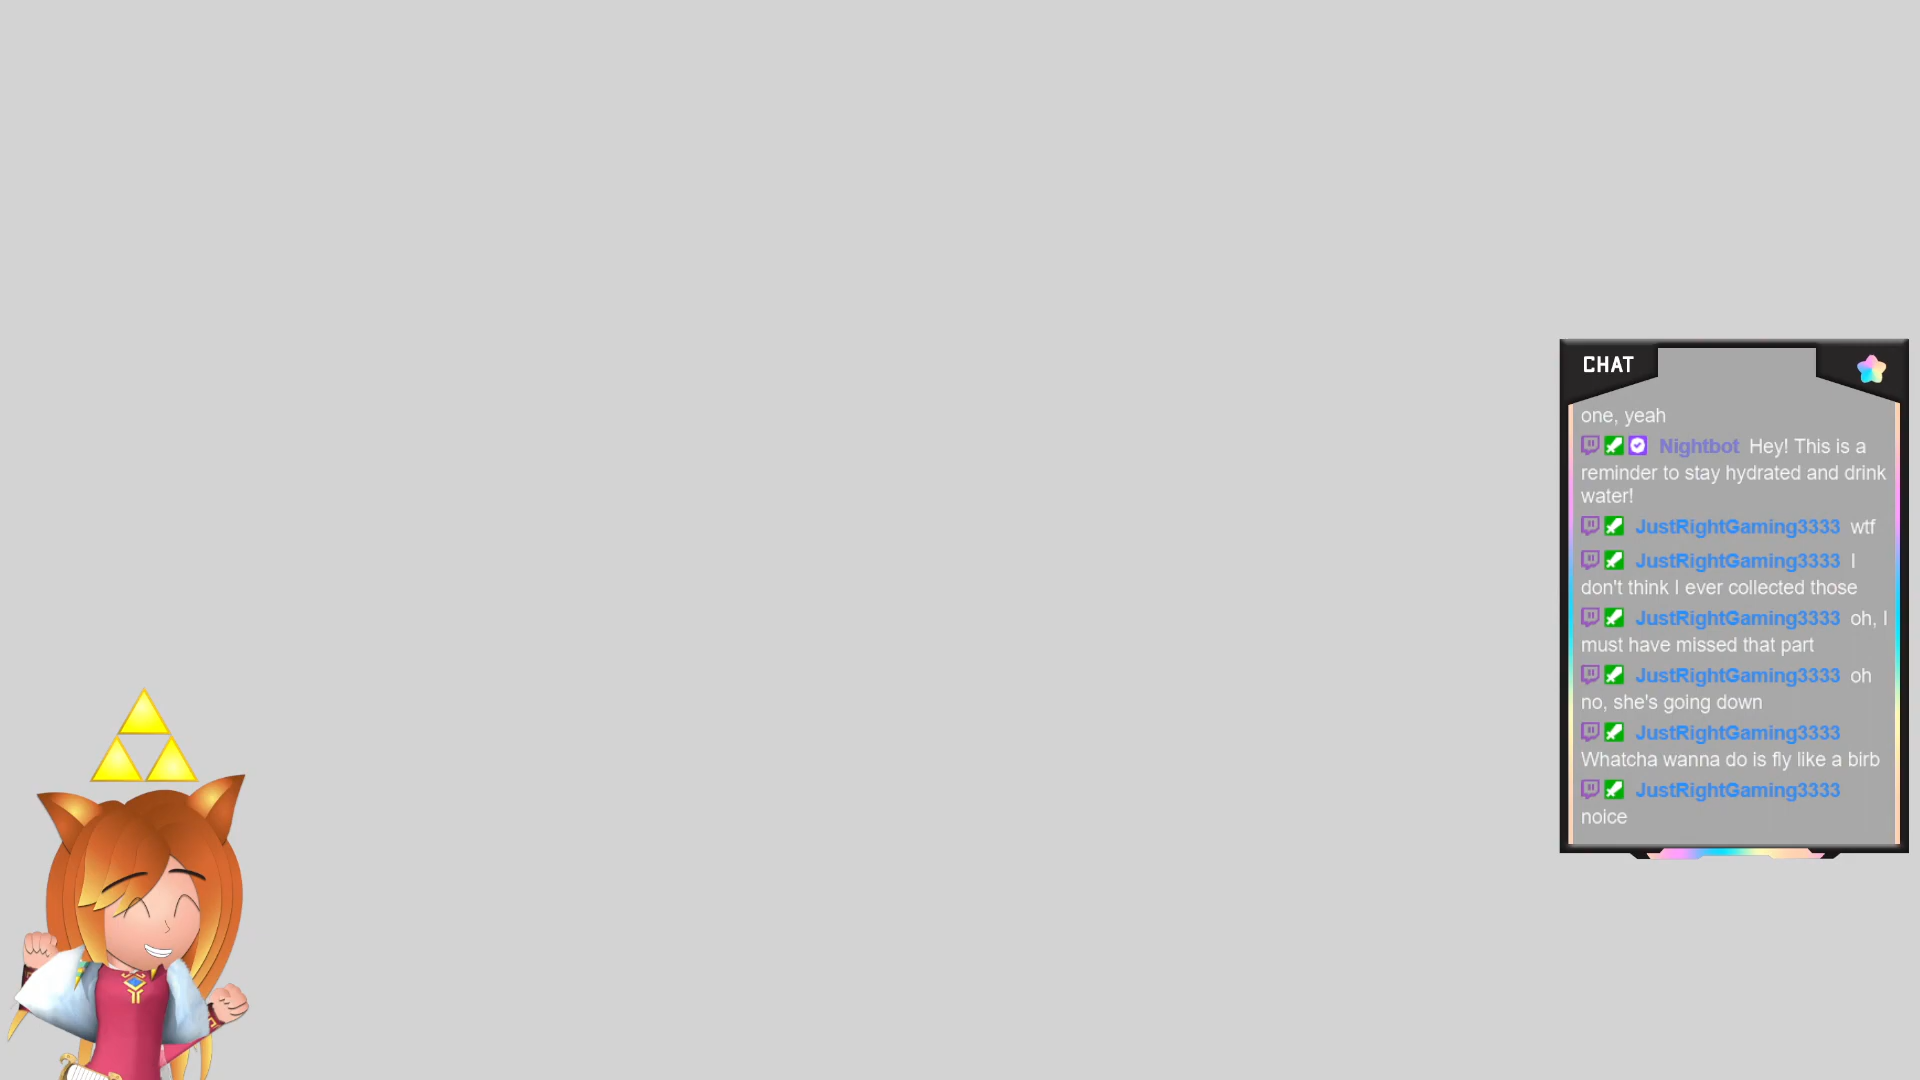 CHAT
one, yeah
Nightbot Hey! This is a
reminder to stay hydrated and drink
water!
JustRightGaming3333 wtf
JustRightGaming3333 I
don't think I ever collected those
JustRightGaming3333 oh, I
must have missed that part
JustRightGaming3333 oh
no, she's going down
JustRightGaming3333
Whatcha wanna do is fly like a birb
JustRightGaming3333
noice